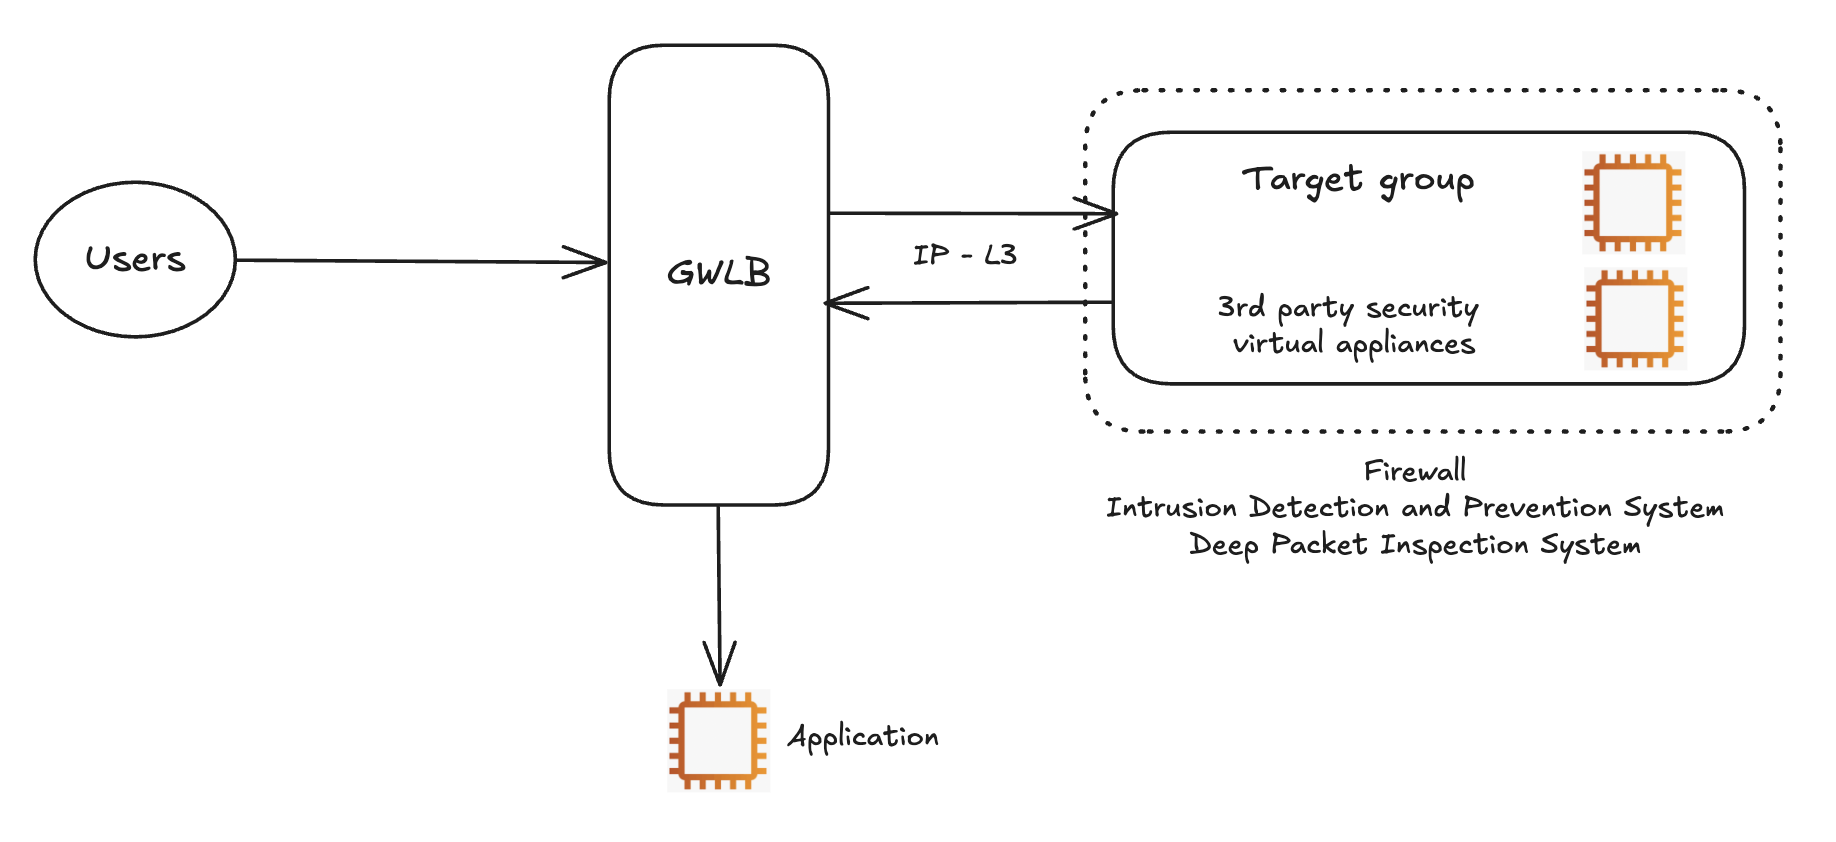 Users
GWLB
IP - L3
Target group
3rd party security
virtual appliances
Firewall
Intrusion Detection and Prevention System
Deep Packet Inspection System
Application